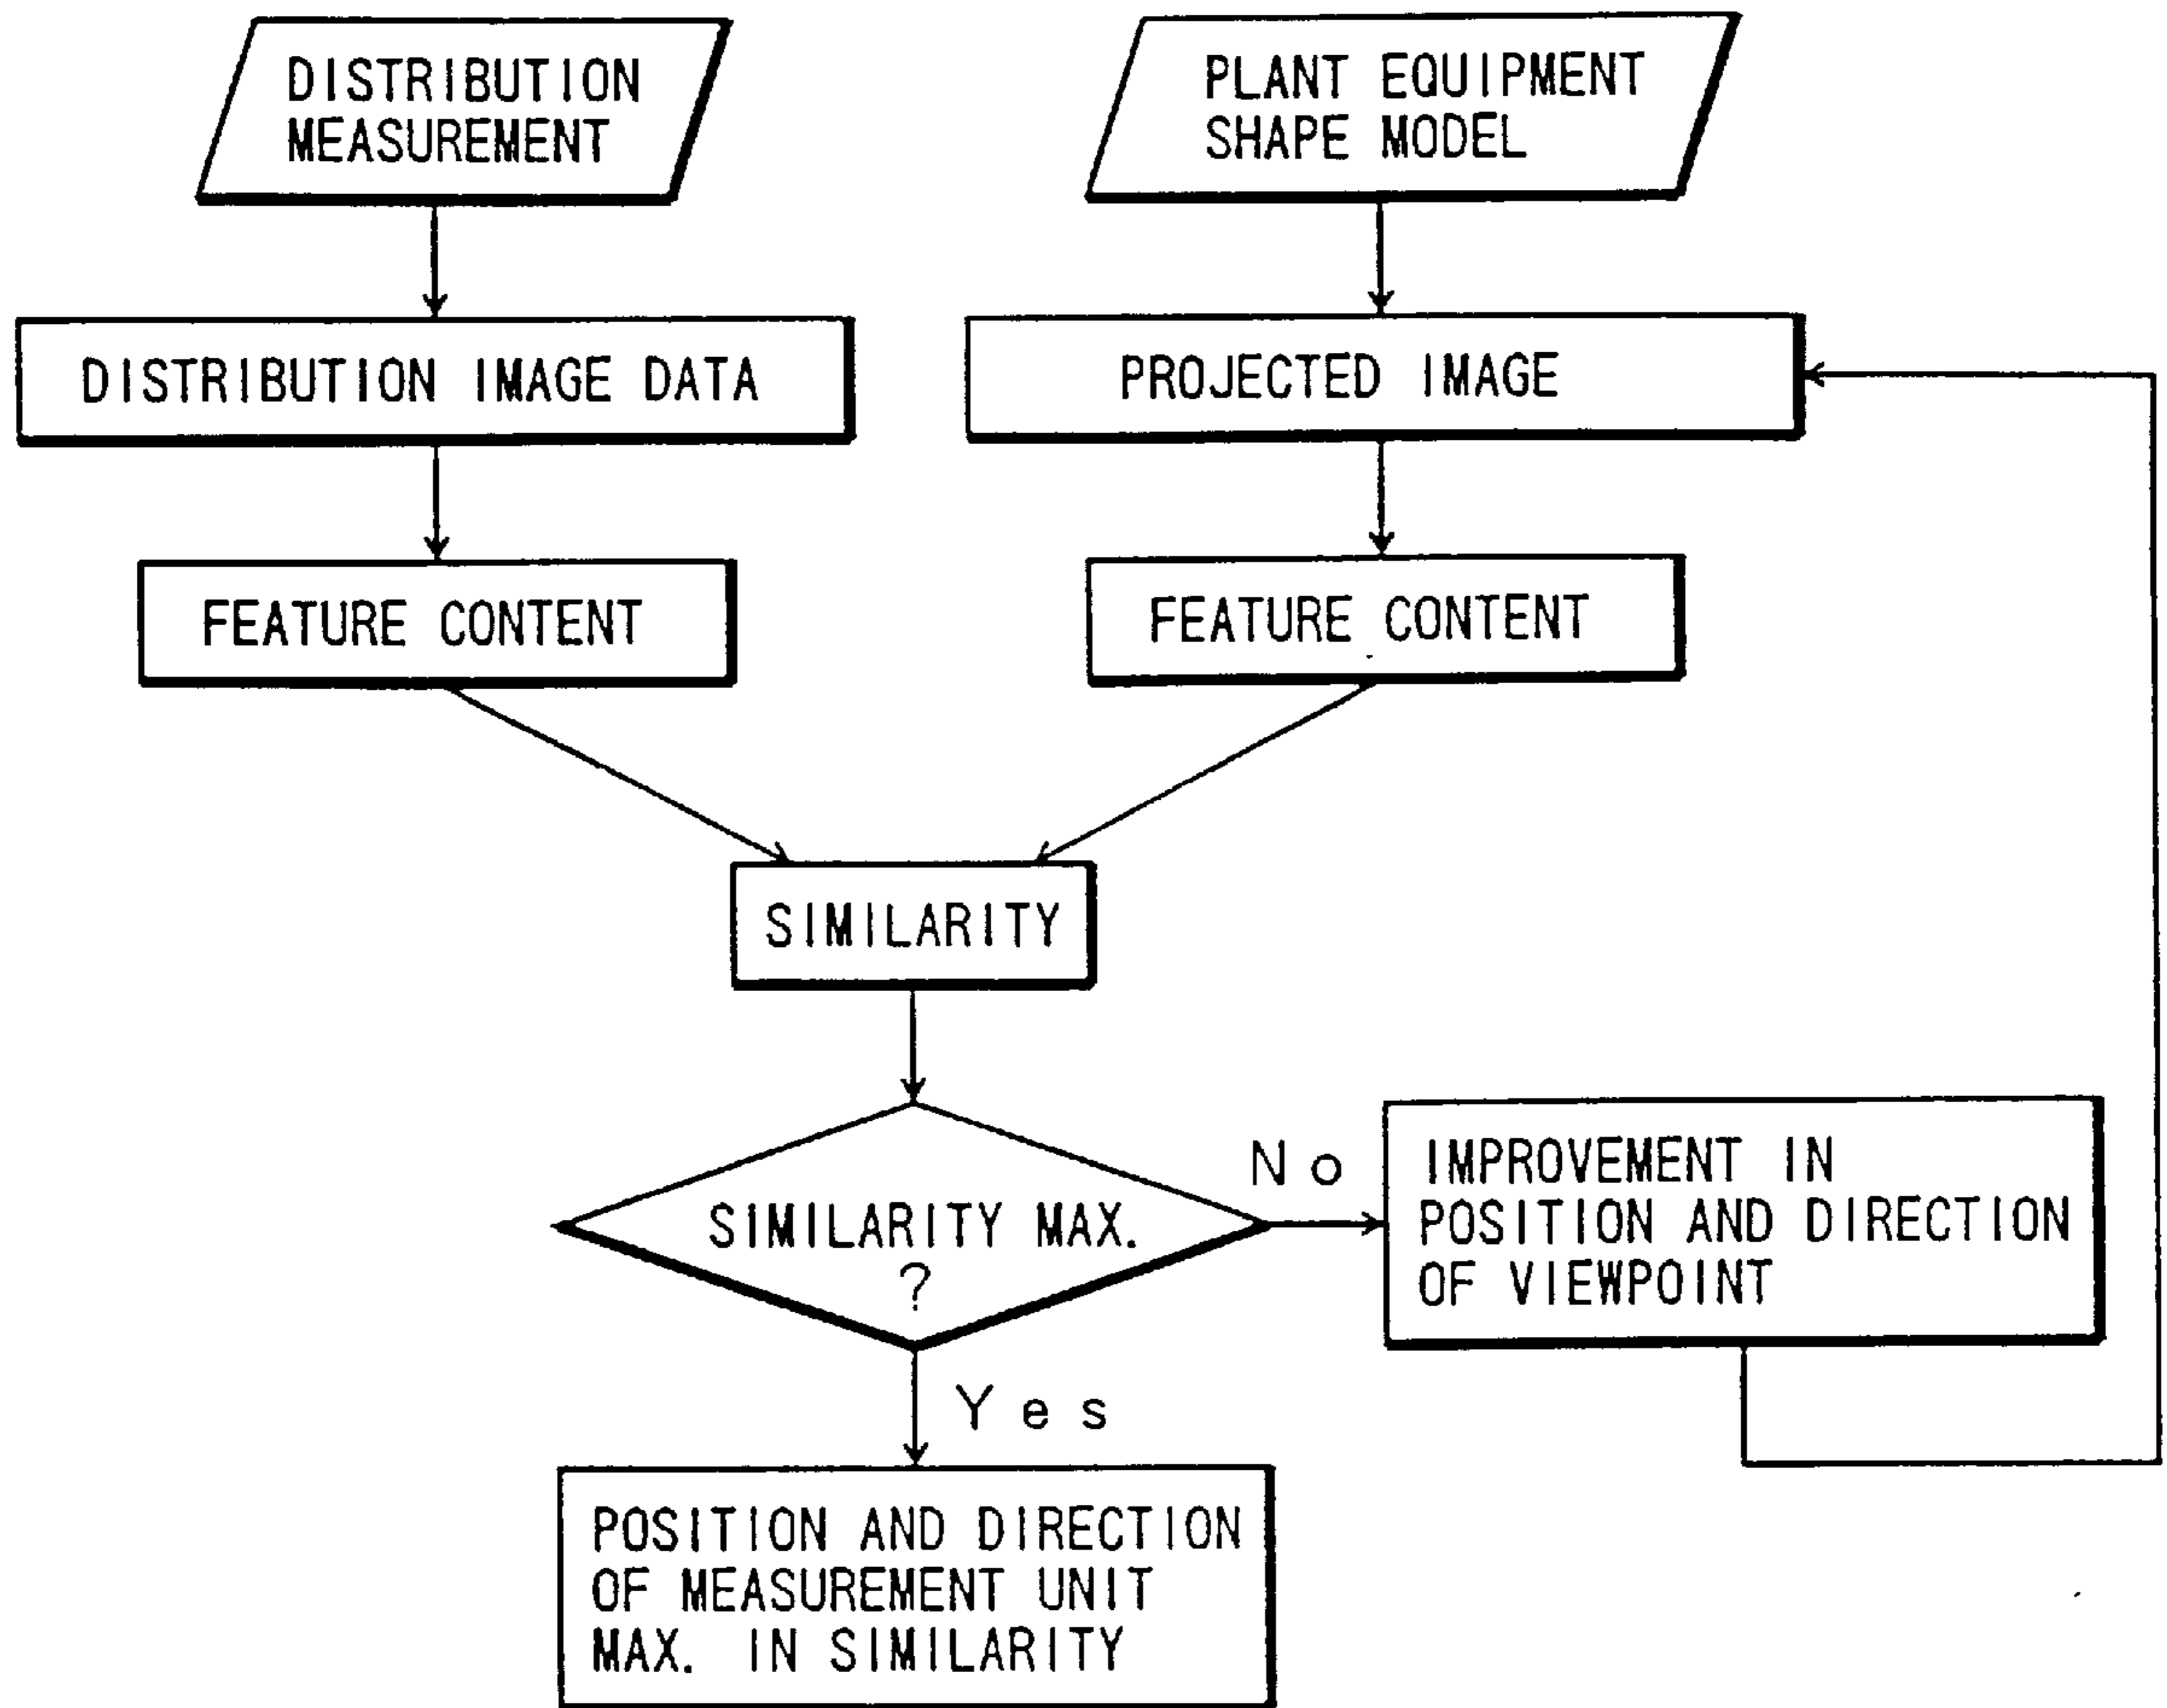 DISTRIBUTION
MEASUREMENT
PLANT EQUIPMENT
SHAPE MODEL
DISTRIBUTION IMAGE DATA
PROJECTED IMAGE
FEATURE CONTENT
FEATURE CONTENT
SIMILARITY
SIMILARITY MAX.
?
No
IMPROVEMENT IN
POSITION AND DIRECTION
OF VIEWPOINT
Yes
POSITION AND DIRECTION
OF MEASUREMENT UNIT
MAX. IN SIMILARITY